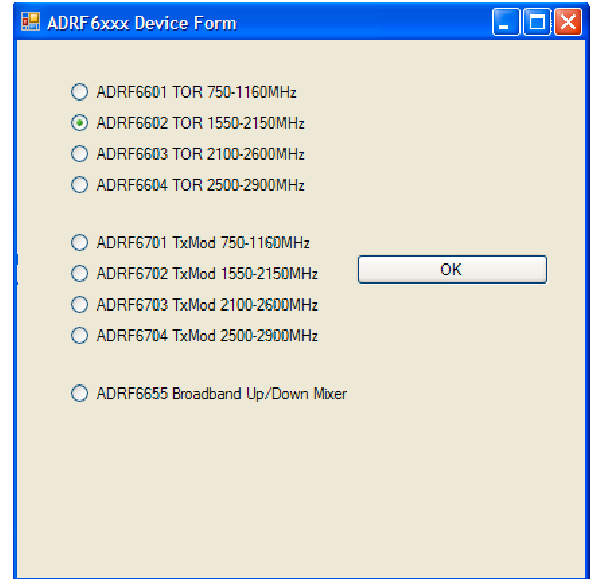 ADRF6xxx Device Form
ADRF6601 TOR 750-1160MHz
ADRF6602 TOR 1550-2150MHz
ADRF6603 TOR 2100-2600MHz
ADRF6604 TOR 2500-2900MHz
ADRF6701 TxMod 750-1160MHz
ADRF6702 TxMod 1550-2150MHz
OK
ADRF6703 TxMod 2100-2600MHz
ADRF6704 TxMod 2500-2900MHz
ADRF6655 Broadband Up/Down Mixer